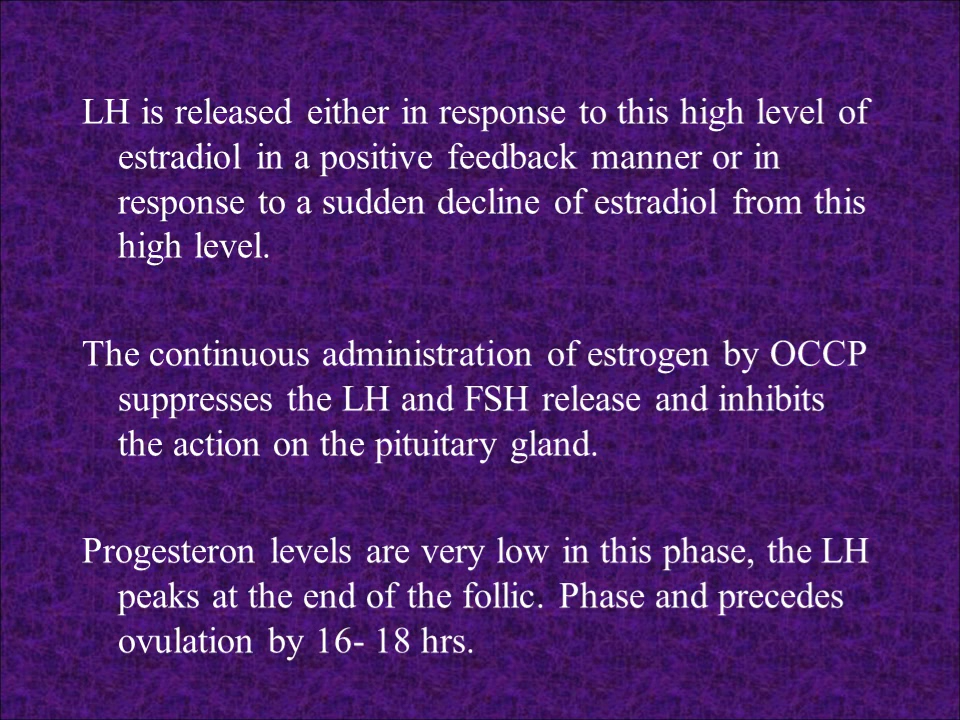 LH is released either in response to this high level of
estradiol in a positive feedback manner or in
response to a sudden decline of estradiol from this
high level.
The continuous administration of estrogen by OCCP
suppresses the LH and FSH release and inhibits
the action on the pituitary gland.
Progesteron levels are very low in this phase, the LH
peaks at the end of the follic. Phase and precedes
ovulation by 16- 18 hrs.